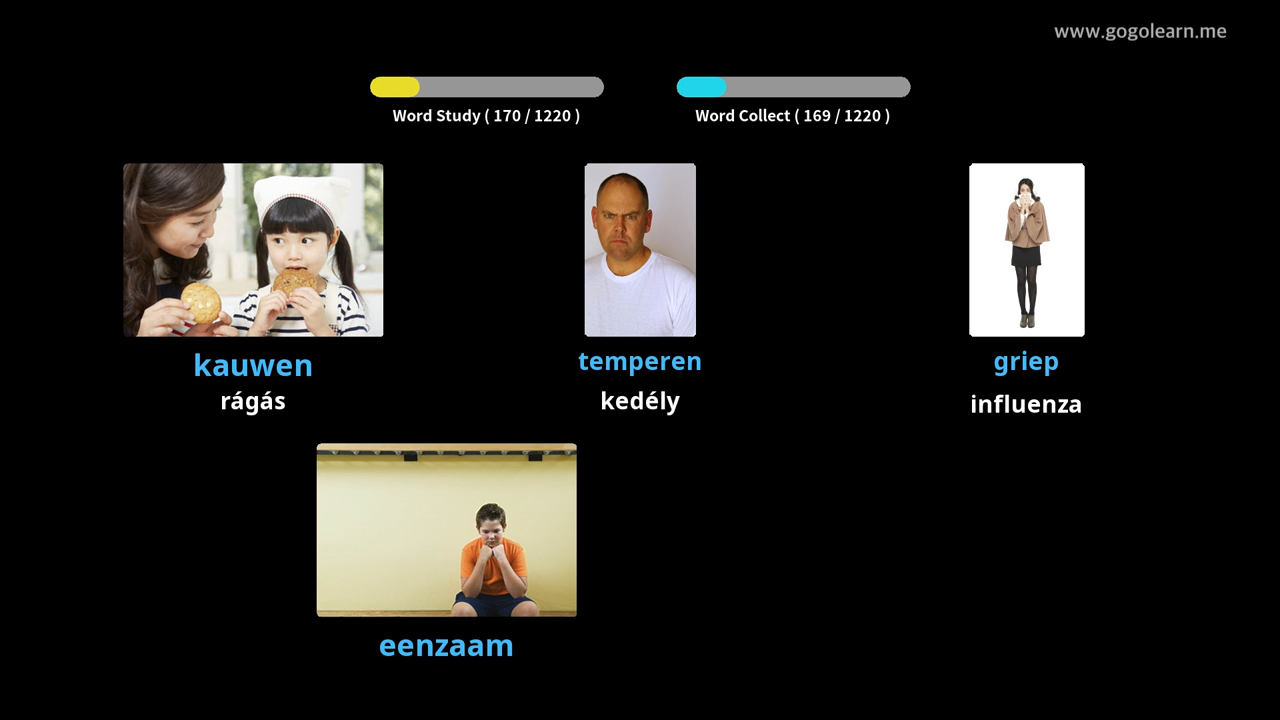 www.gogolearn.me
Word Study ( 170 / 1220 )
Word Collect ( 169 / 1220 )
kauwen
rágás
temperen
kedély
griep
influenza
eenzaam